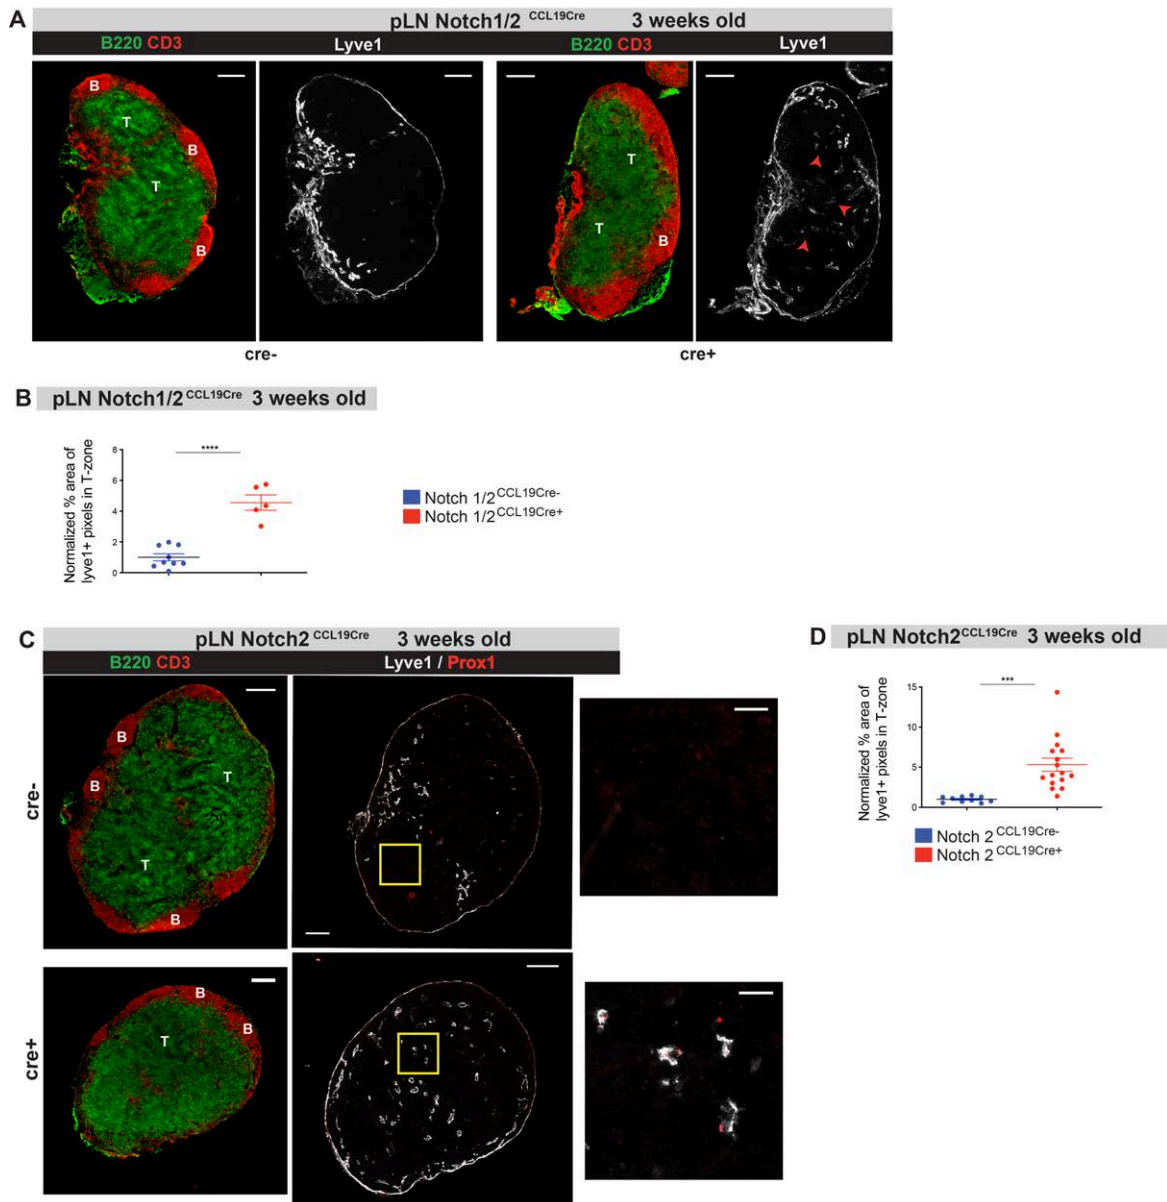 A
pLN Notch1/2 CCL19Cre 3 weeks old
B220 CD3 Lyve1 B220 CD3 Lyve1
B
T
B
T
B
T
T
B
cre- cre+
B pLN Notch1/2 CCL19Cre 3 weeks old
Normalized % area of
lyve1+ pixels in T-zone
8
6
4
2
0
****
Notch 1/2 CCL19Cre-
Notch 1/2 CCL19Cre+
C pLN Notch2 CCL19Cre 3 weeks old
B220 CD3 Lyve1 / Prox1
cre-
B
B
T
T
B
cre+
B
B
T
D pLN Notch2CCL19Cre 3 weeks old
Normalized % area of
lyve1+ pixels in T-zone
15
10
5
0
***
Notch 2 CCL19Cre-
Notch 2 CCL19Cre+